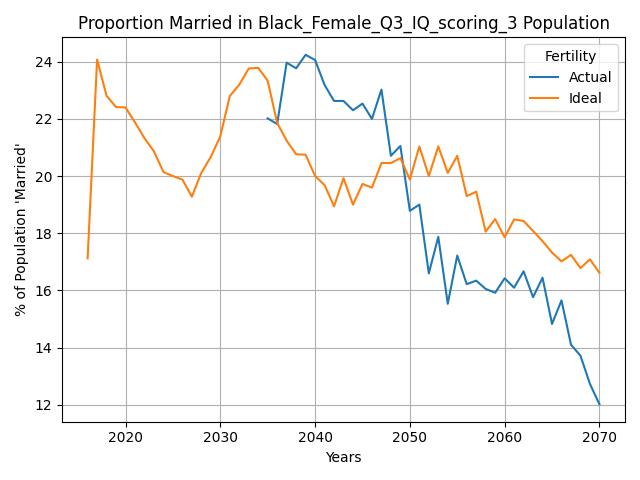 Proportion Married in Black_Female_Q3_IQ_scoring_3 Population
Fertility
Actual
Ideal
% of Population 'Married'
24
22
20
18
16
14
12
2020
2030
2040
2050
2060
2070
Years